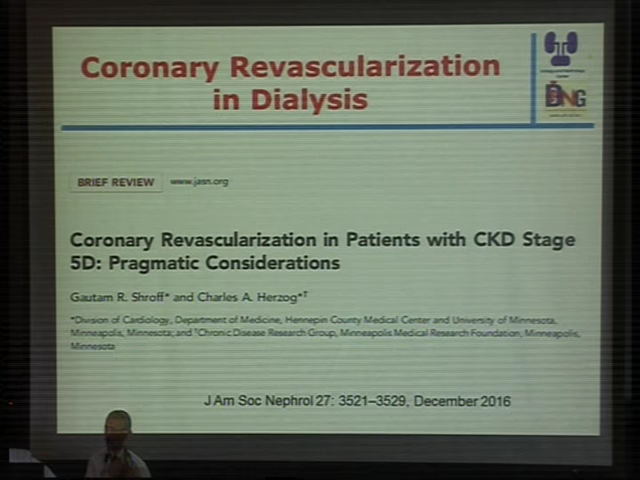 Coronary Revascularization
in Dialysis
DNG
BRIEF REVIEW www.jasn.org
Coronary Revascularization in Patients with CKD Stage
5D: Pragmatic Considerations
Gautam R. Shroff* and Charles A. Herzog*†
*Division of Cardiology, Department of Medicine, Hennepin County Medical Center and University of Minnesota,
Minneapolis, Minnesota; and †Chronic Disease Research Group, Minneapolis Medical Research Foundation, Minneapolis,
Minnesota
J Am Soc Nephrol 27: 3521–3529, December 2016